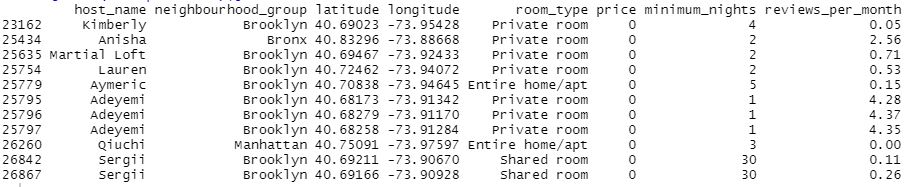 host_name neighbourhood_group latitude longitude room_type price minimum_nights reviews_per_month
23162 Kimberly Brooklyn 40.69023 -73.95428 Private room 0 4 0.05
25434 Anisha Bronx 40.83296 -73.88668 Private room 0 2 2.56
25635 Martial Loft Brooklyn 40.69467 -73.92433 Private room 0 2 0.71
25754 Lauren Brooklyn 40.72462 -73.94072 Private room 0 2 0.53
25779 Aymeric Brooklyn 40.70838 -73.94645 Entire home/apt 0 5 0.15
25795 Adeyemi Brooklyn 40.68173 -73.91342 Private room 0 1 4.28
25796 Adeyemi Brooklyn 40.68279 -73.91170 Private room 0 1 4.37
25797 Adeyemi Brooklyn 40.68258 -73.91284 Private room 0 1 4.35
26260 Qiuchi Manhattan 40.75091 -73.97597 Entire home/apt 0 3 0.00
26842 Sergii Brooklyn 40.69211 -73.90670 Shared room 0 30 0.11
26867 Sergii Brooklyn 40.69166 -73.90928 Shared room 0 30 0.26